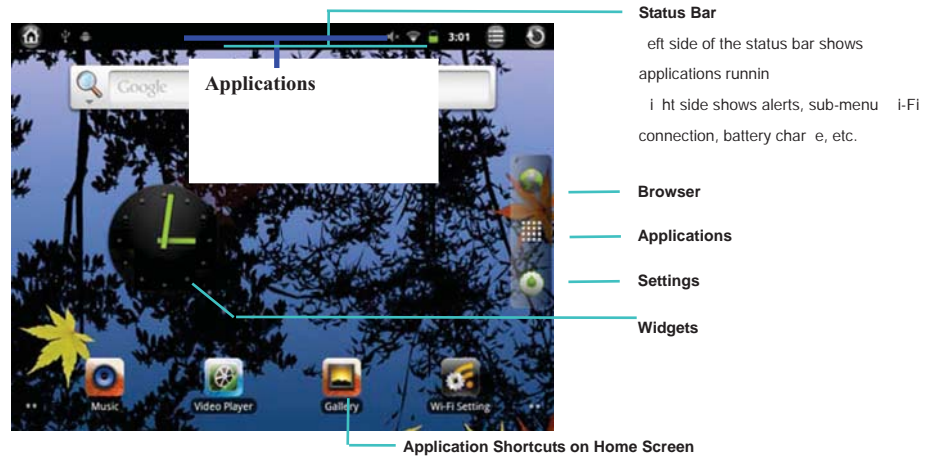 Status Bar
eft side of the status bar shows
applications runnin
i ht side shows alerts, sub-menu i-Fi
connection, battery char e, etc.
3:01
Google
Applications
Browser
Applications
Settings
Widgets
Music
Video Player
Gallery
Wi-Fi Setting
Application Shortcuts on Home Screen